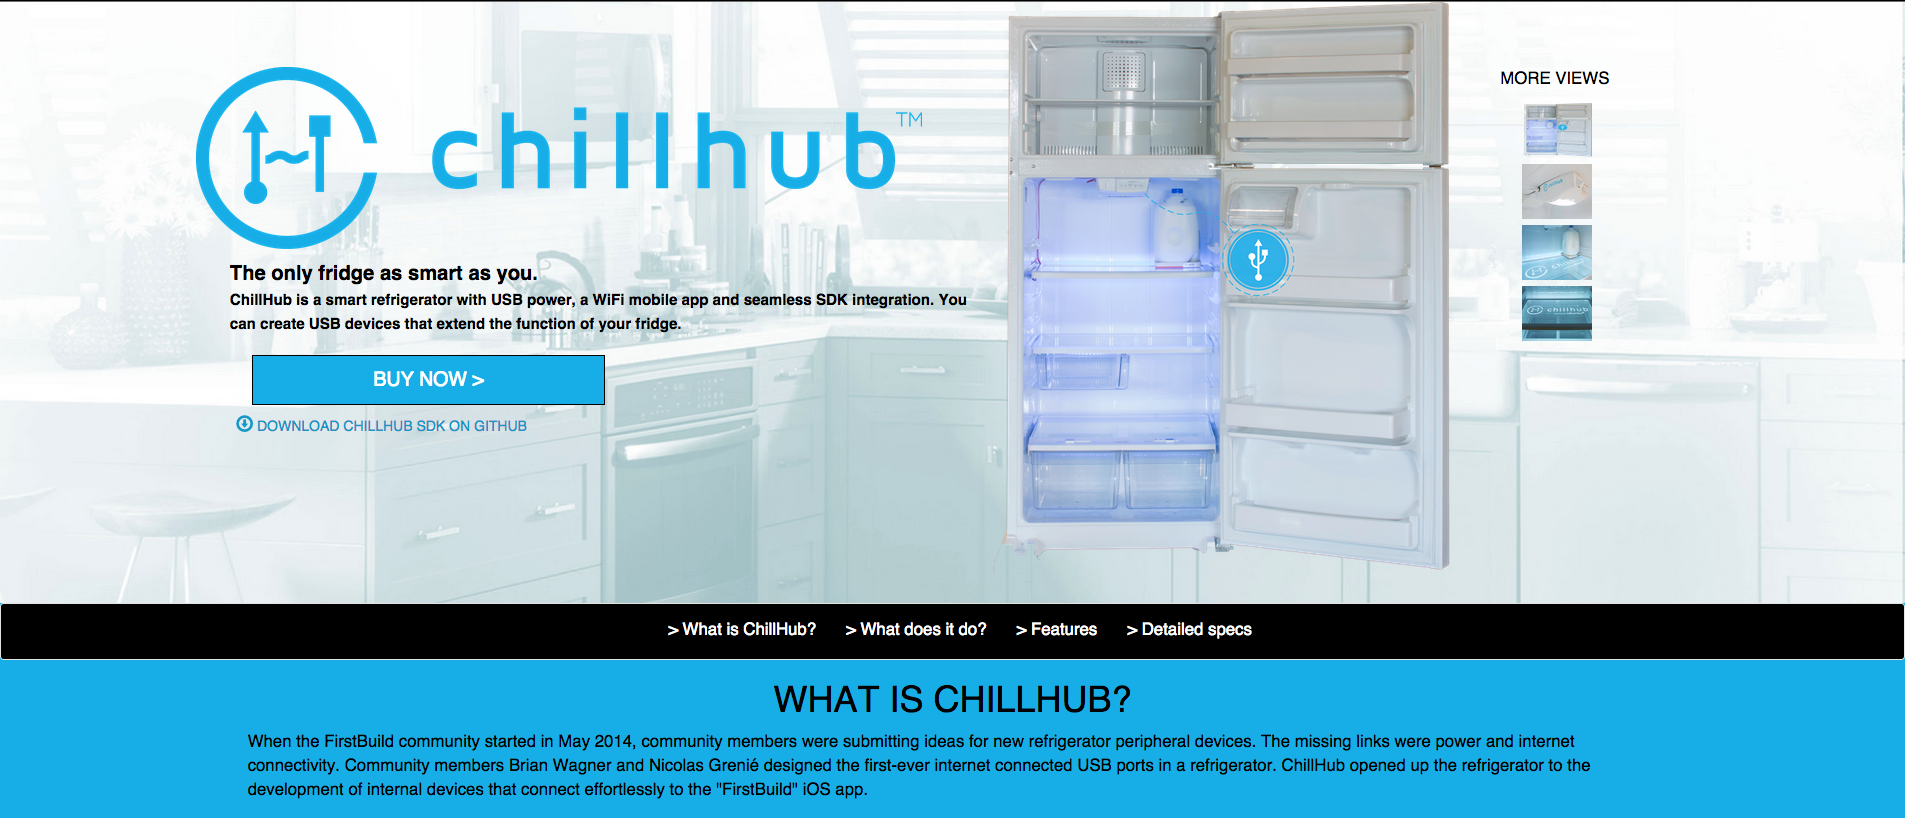 chillhub™
The only fridge as smart as you.
ChillHub is a smart refrigerator with USB power, a WiFi mobile app and seamless SDK integration. You
can create USB devices that extend the function of your fridge.
BUY NOW >
DOWNLOAD CHILLHUB SDK ON GITHUB
MORE VIEWS
chillhub
chillhub
> What is ChillHub?
> What does it do?
> Features
> Detailed specs
WHAT IS CHILLHUB?
When the FirstBuild community started in May 2014, community members were submitting ideas for new refrigerator peripheral devices. The missing links were power and internet
connectivity. Community members Brian Wagner and Nicolas Grenié designed the first-ever internet connected USB ports in a refrigerator. ChillHub opened up the refrigerator to the
development of internal devices that connect effortlessly to the "FirstBuild" iOS app.